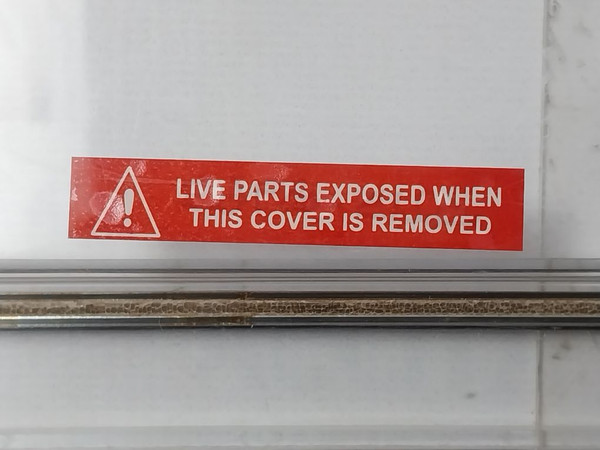 LIVE PARTS EXPOSED WHEN
THIS COVER IS REMOVED